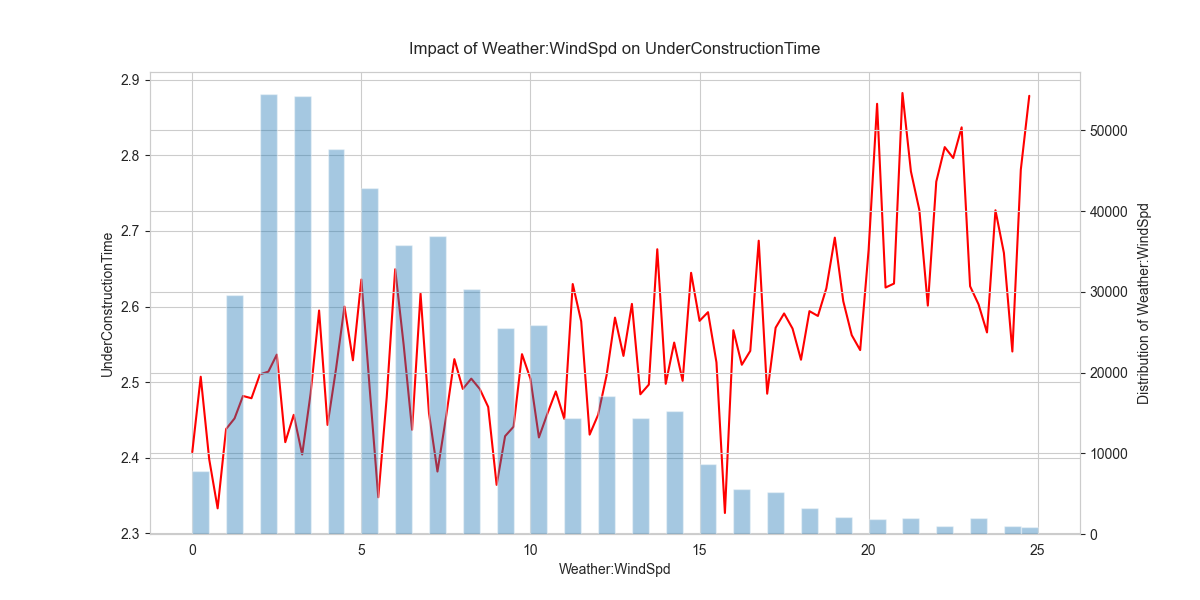 Impact of Weather:WindSpd on UnderConstructionTime
2.9
2.8
2.7
2.6
2.5
2.4
2.3
UnderConstructionTime
50000
40000
30000
20000
10000
0
Distribution of Weather:WindSpd
0 5 10 15 20 25
Weather:WindSpd